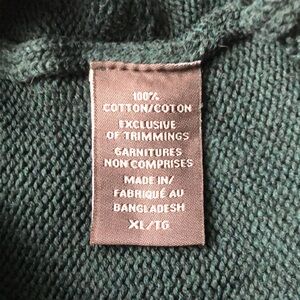 100%
COTTON/COTON
EXCLUSIVE
OF TRIMMINGS
GARNITURES
NON COMPRISES
MADE IN/
FABRIQUÉ AU
BANGLADESH
XL/TG